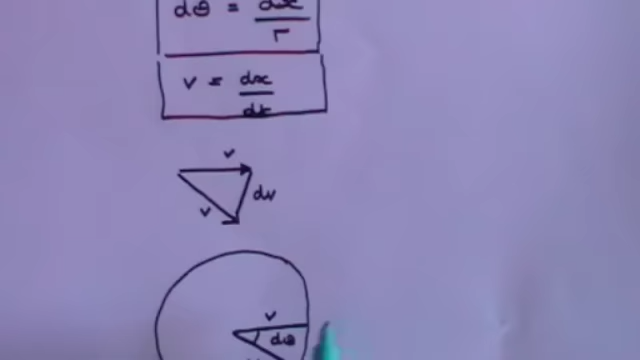 dθ = dx
r
v = dx
dt
v
dv
v
v
dθ